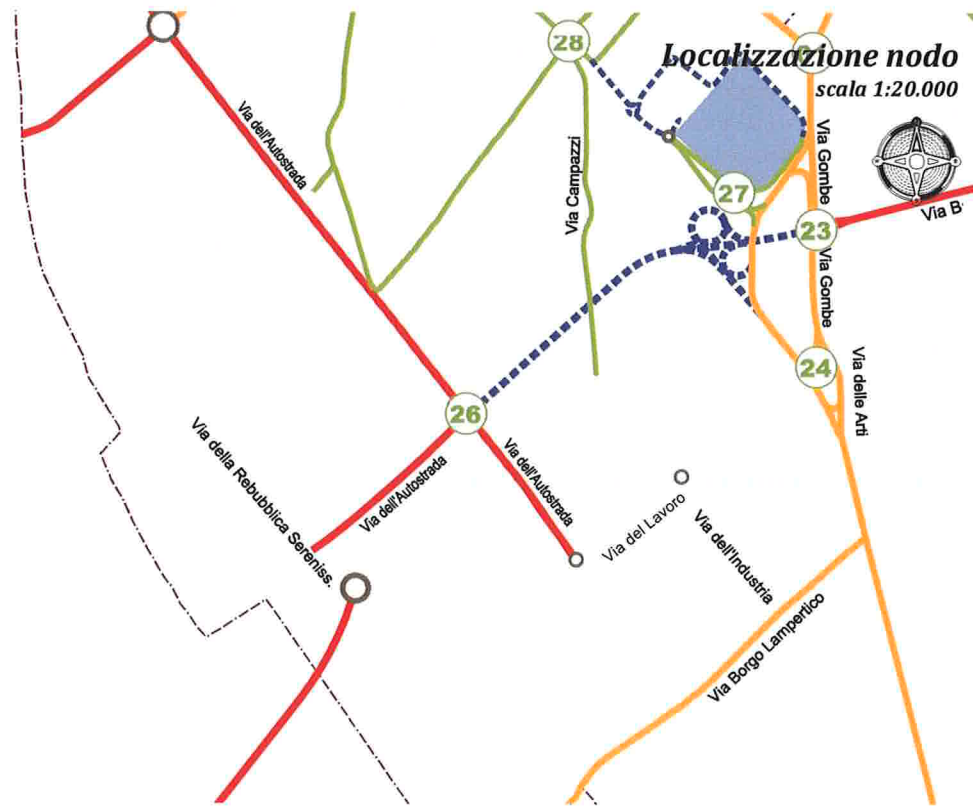 28
Localizzazione nodo
scala 1:20.000
Via dell'Autostrada
Via Campazzi
Via Gombe
27
23
Via B
Via Gombe
24
Via delle Arti
26
Via della Rebubblica Sereniss.
Via dell'Autostrada
Via dell'Autostrada
Via del Lavoro
Via dell'Industria
Via Borgo Lampertico